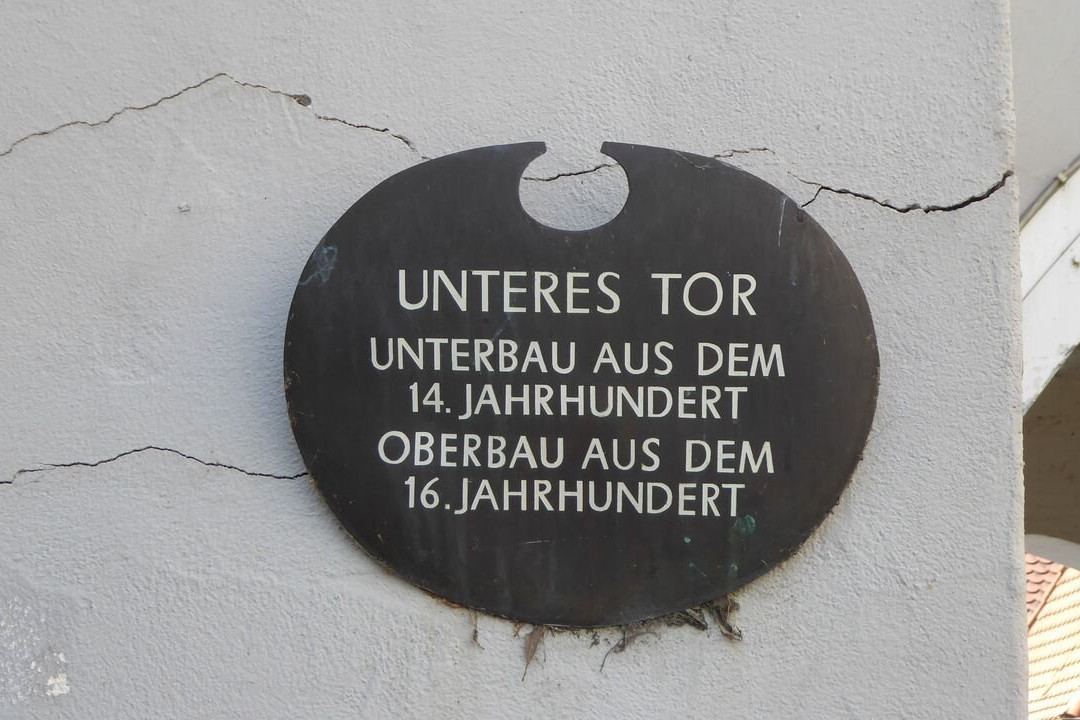 UNTERES TOR
UNTERBAU AUS DEM
14. JAHRHUNDERT
OBERBAU AUS DEM
16. JAHRHUNDERT